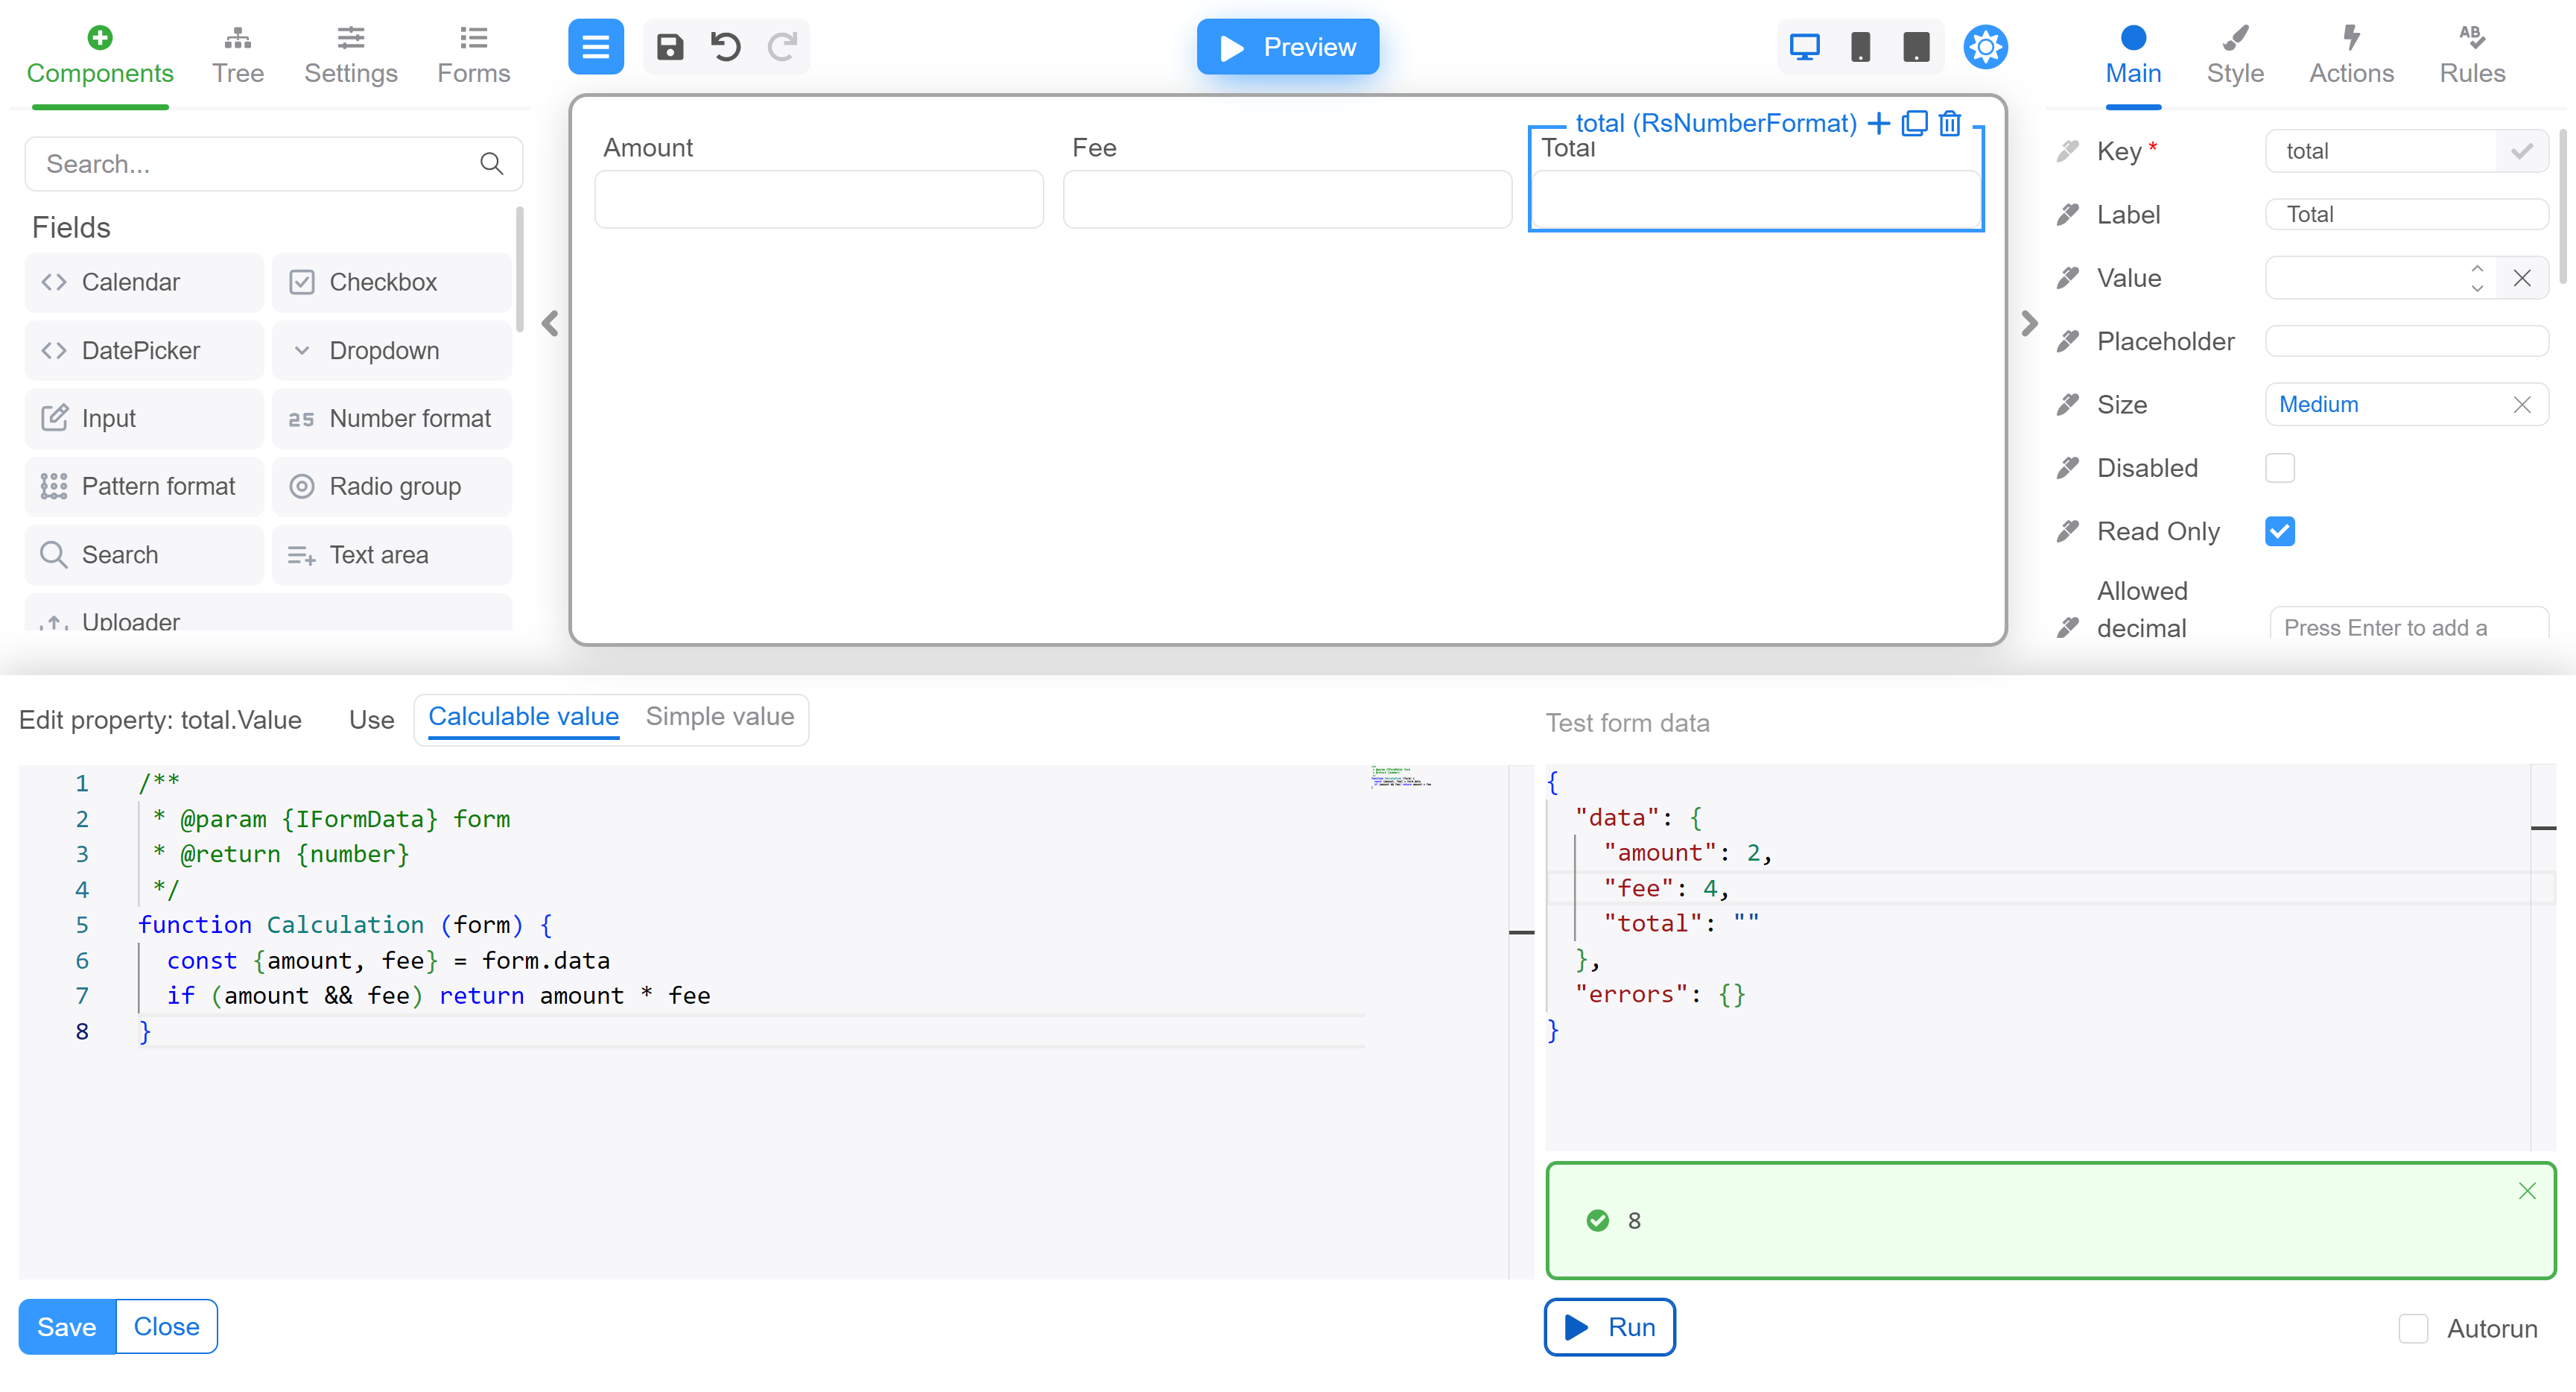 Components
Tree
Settings
Forms
Preview
Main
Style
Actions
Rules
Search...
Fields
Calendar
Checkbox
DatePicker
Dropdown
Input
Number format
Pattern format
Radio group
Search
Text area
Uploader
Amount
Fee
total (RsNumberFormat)
Total
Key *
total
Label
Total
Value
Placeholder
Size
Medium
Disabled
Read Only
Allowed
decimal
Press Enter to add a
Edit property: total.Value
Use
Calculable value
Simple value
1 /**
2 * @param {IFormData} form
3 * @return {number}
4 */
5 function Calculation (form) {
6 const {amount, fee} = form.data
7 if (amount && fee) return amount * fee
8 }
Test form data
{
"data": {
"amount": 2,
"fee": 4,
"total": ""
},
"errors": {}
}
8
Save
Close
Run
Autorun